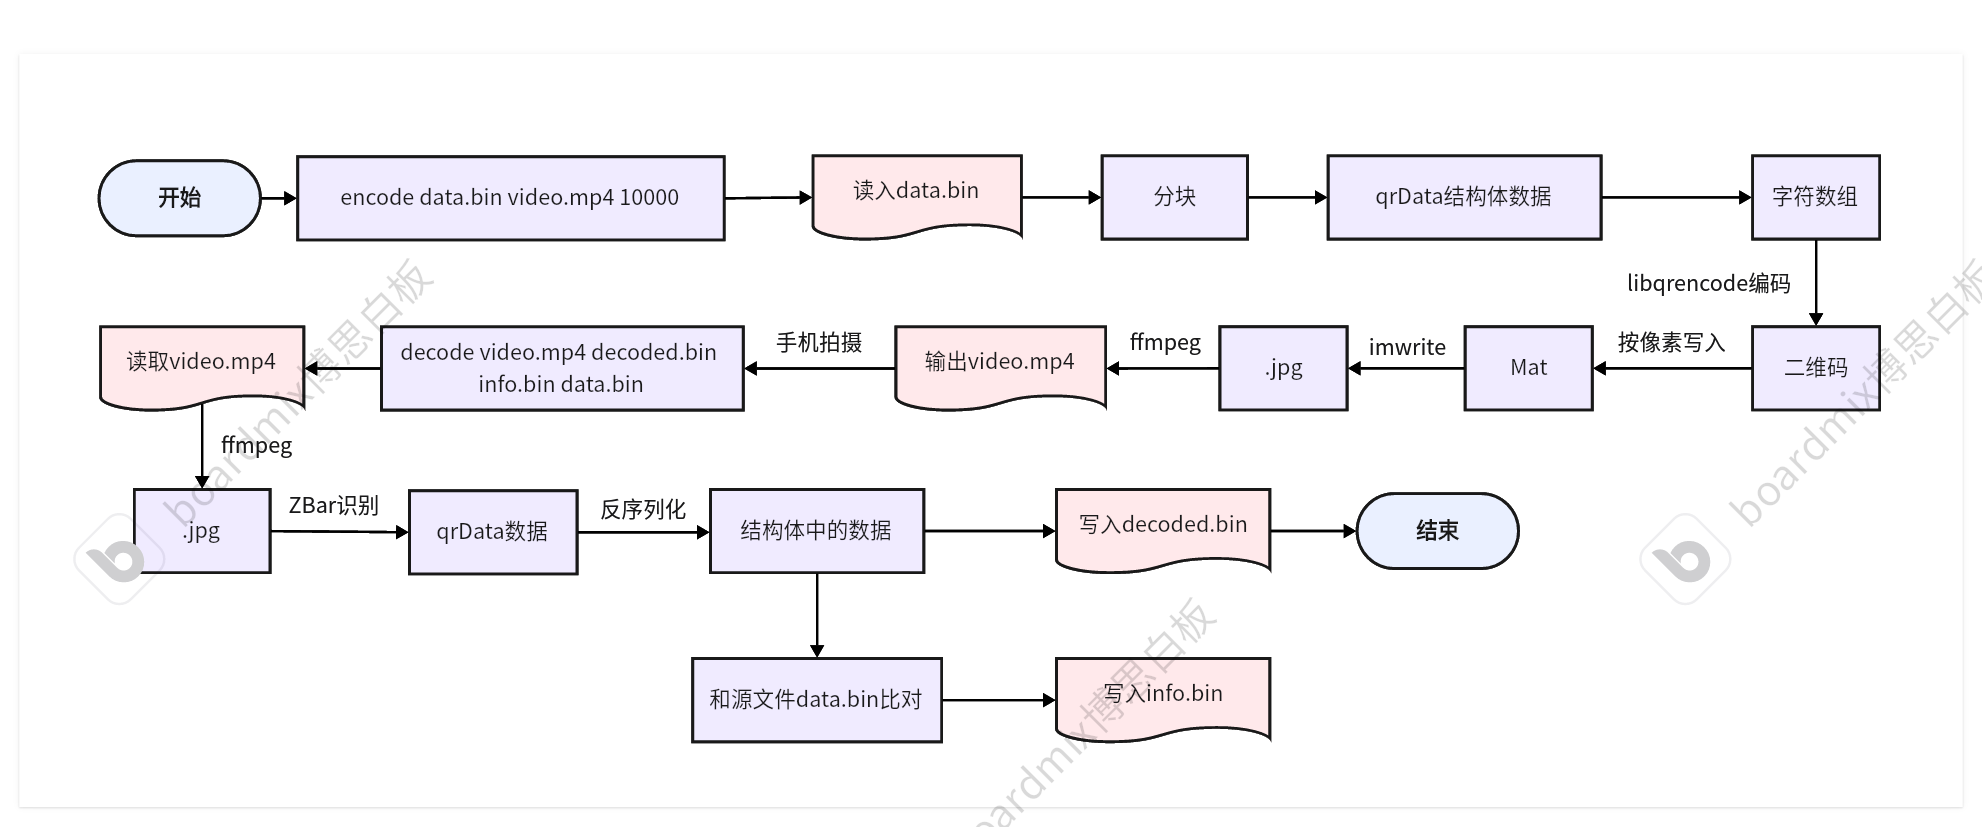 开始
encode data.bin video.mp4 10000
读入data.bin
分块
qrData结构体数据
字符数组
libqrencode编码
二维码
按像素写入
Mat
imwrite
.jpg
ffmpeg
输出video.mp4
手机拍摄
decode video.mp4 decoded.bin
info.bin data.bin
读取video.mp4
ffmpeg
.jpg
ZBar识别
qrData数据
反序列化
结构体中的数据
写入decoded.bin
结束
和源文件data.bin比对
写入info.bin
boardmix博思白板
boardmix博思白板
oardmix博思白板